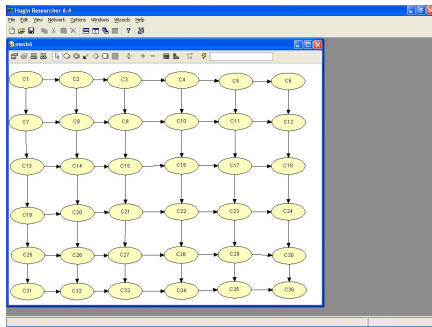 Hugin Researcher 6.4
File Edit View Network Options Windows Wizards Help
mesh6
C1 C2 C3 C4 C5 C6
C7 C8 C9 C10 C11 C12
C13 C14 C15 C16 C17 C18
C19 C20 C21 C22 C23 C24
C25 C26 C27 C28 C29 C30
C31 C32 C33 C34 C35 C36